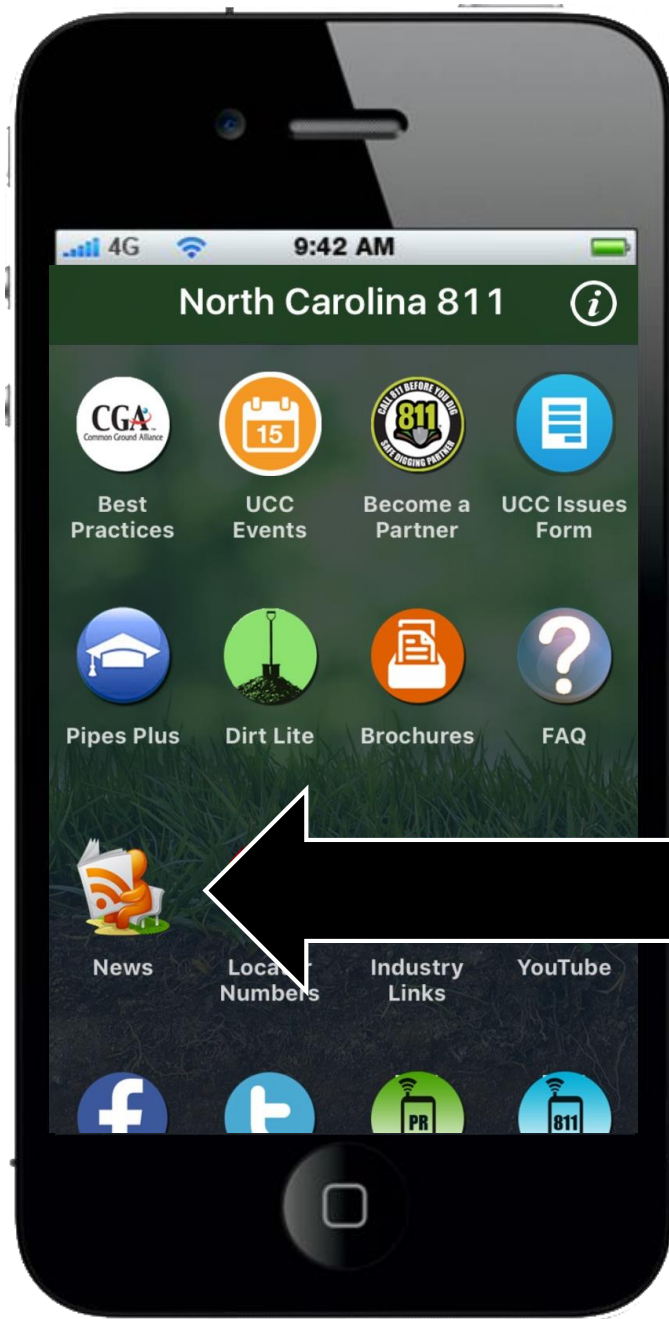 4G 9:42 AM
North Carolina 811 i
CGA
Common Ground Alliance
15
CALL 811 BEFORE YOU DIG
811
SAFE DIGGING PARTNER
Best Practices
UCC Events
Become a Partner
UCC Issues Form
?
Pipes Plus
Dirt Lite
Brochures
FAQ
News
Locator Numbers
Industry Links
YouTube
f
t
PR
811